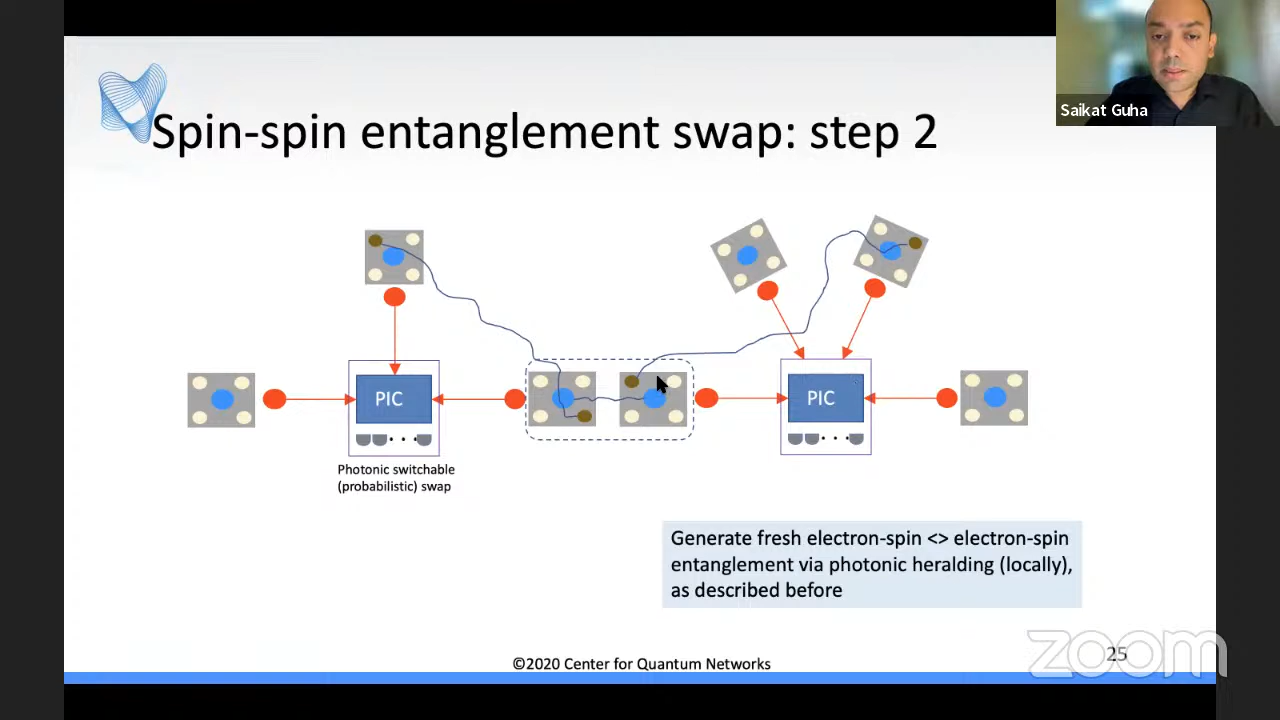 Saikat Guha
Spin-spin entanglement swap: step 2
PIC
PIC
Photonic switchable
(probabilistic) swap
Generate fresh electron-spin <> electron-spin
entanglement via photonic heralding (locally),
as described before
©2020 Center for Quantum Networks
25
zoom